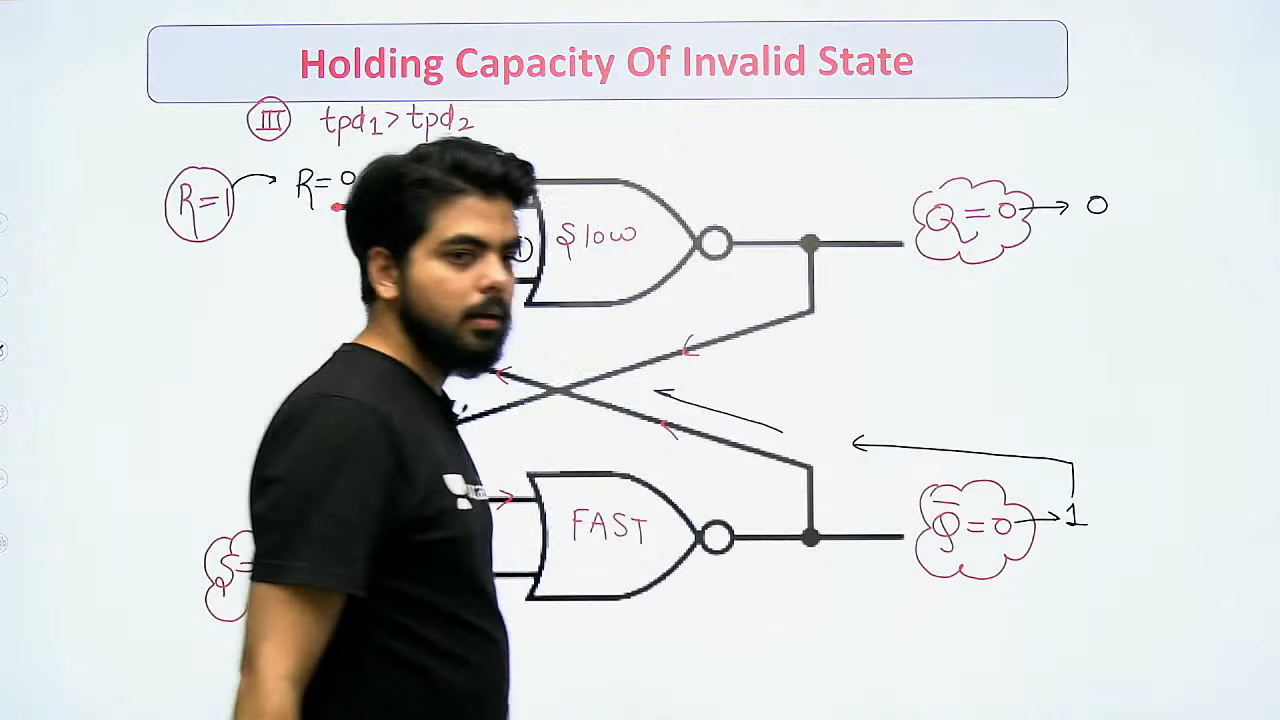 Holding Capacity Of Invalid State
III tpd1 > tpd2
R=1 R=0
Slow
Q=0 → 0
FAST
Q̅=0 → 1
S=